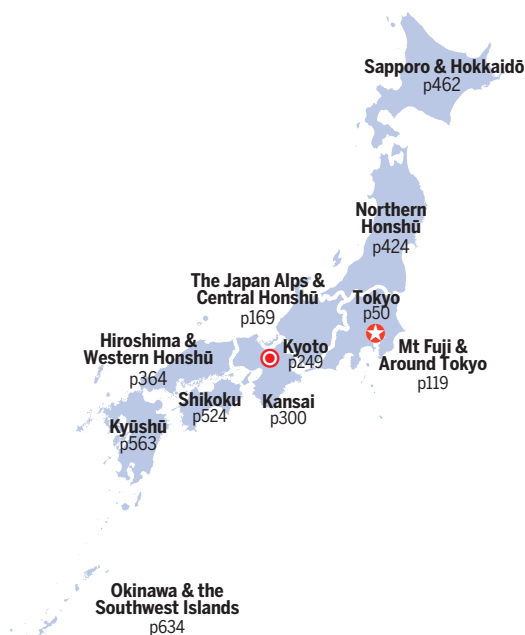 Sapporo & Hokkaidō
p462
Northern
Honshū
p424
The Japan Alps &
Central Honshū
p169
Tokyo
p50
Hiroshima &
Western Honshū
p364
Kyoto
p249
Mt Fuji &
Around Tokyo
p119
Shikoku
p524
Kansai
p300
Kyūshū
p563
Okinawa & the
Southwest Islands
p634